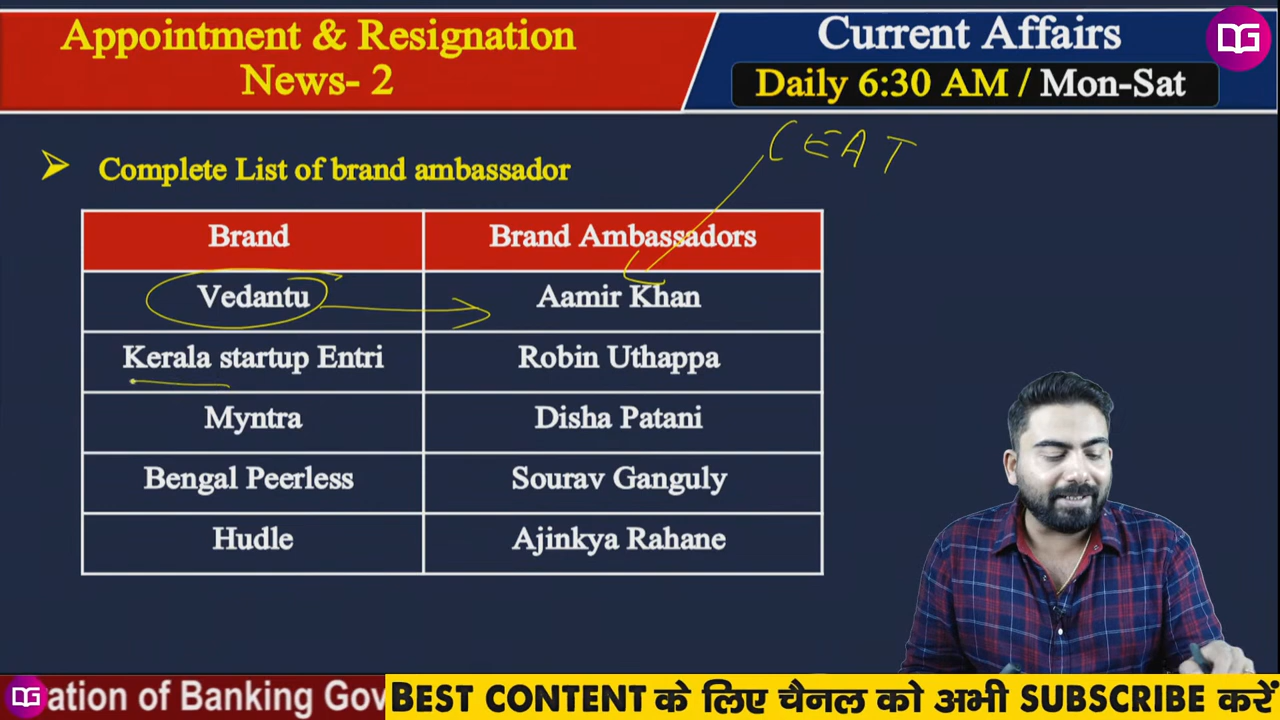 Appointment & Resignation
News- 2
Current Affairs
Daily 6:30 AM / Mon-Sat
DG
CEAT
Complete List of brand ambassador
Brand Brand Ambassadors
Vedantu Aamir Khan
Kerala startup Entri Robin Uthappa
Myntra Disha Patani
Bengal Peerless Sourav Ganguly
Hudle Ajinkya Rahane
DG ation of Banking Gov
BEST CONTENT के लिए चैनल को अभी SUBSCRIBE करें